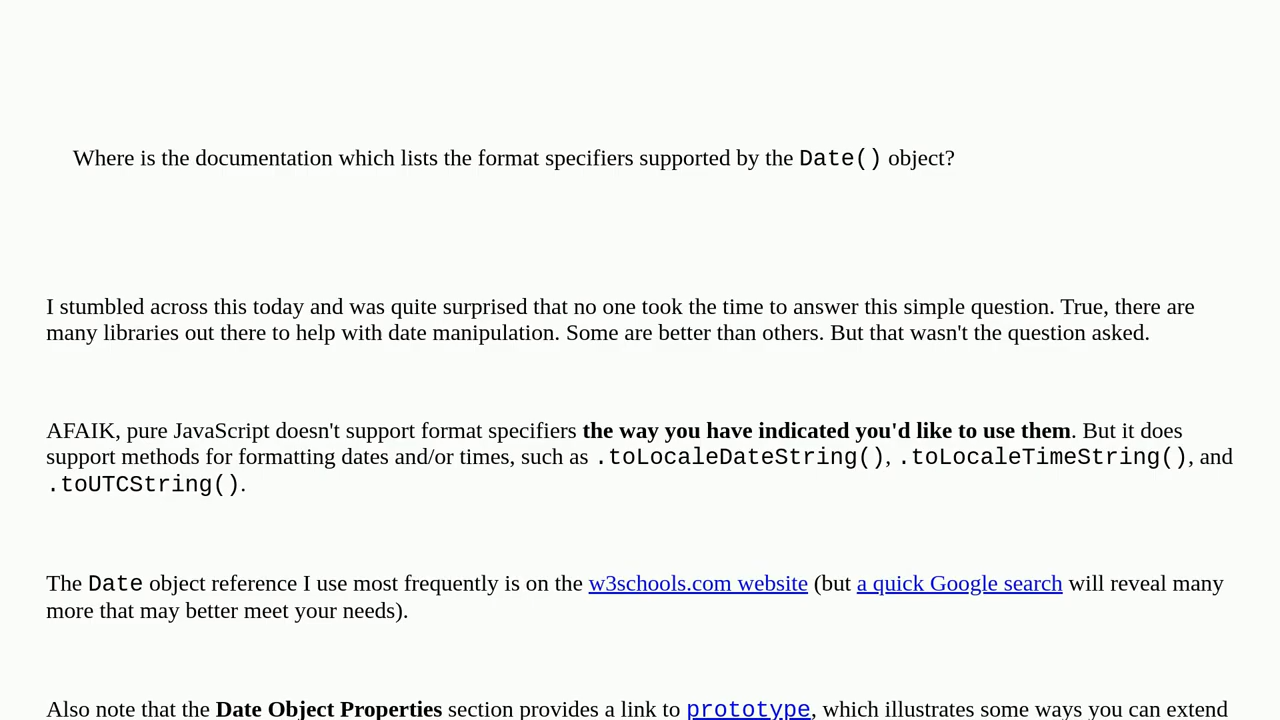 Where is the documentation which lists the format specifiers supported by the Date() object?
I stumbled across this today and was quite surprised that no one took the time to answer this simple question. True, there are
many libraries out there to help with date manipulation. Some are better than others. But that wasn't the question asked.
AFAIK, pure JavaScript doesn't support format specifiers the way you have indicated you'd like to use them. But it does
support methods for formatting dates and/or times, such as .toLocaleDateString(), .toLocaleTimeString(), and
.toUTCString().
The Date object reference I use most frequently is on the w3schools.com website (but a quick Google search will reveal many
more that may better meet your needs).
Also note that the Date Object Properties section provides a link to prototype, which illustrates some ways you can extend